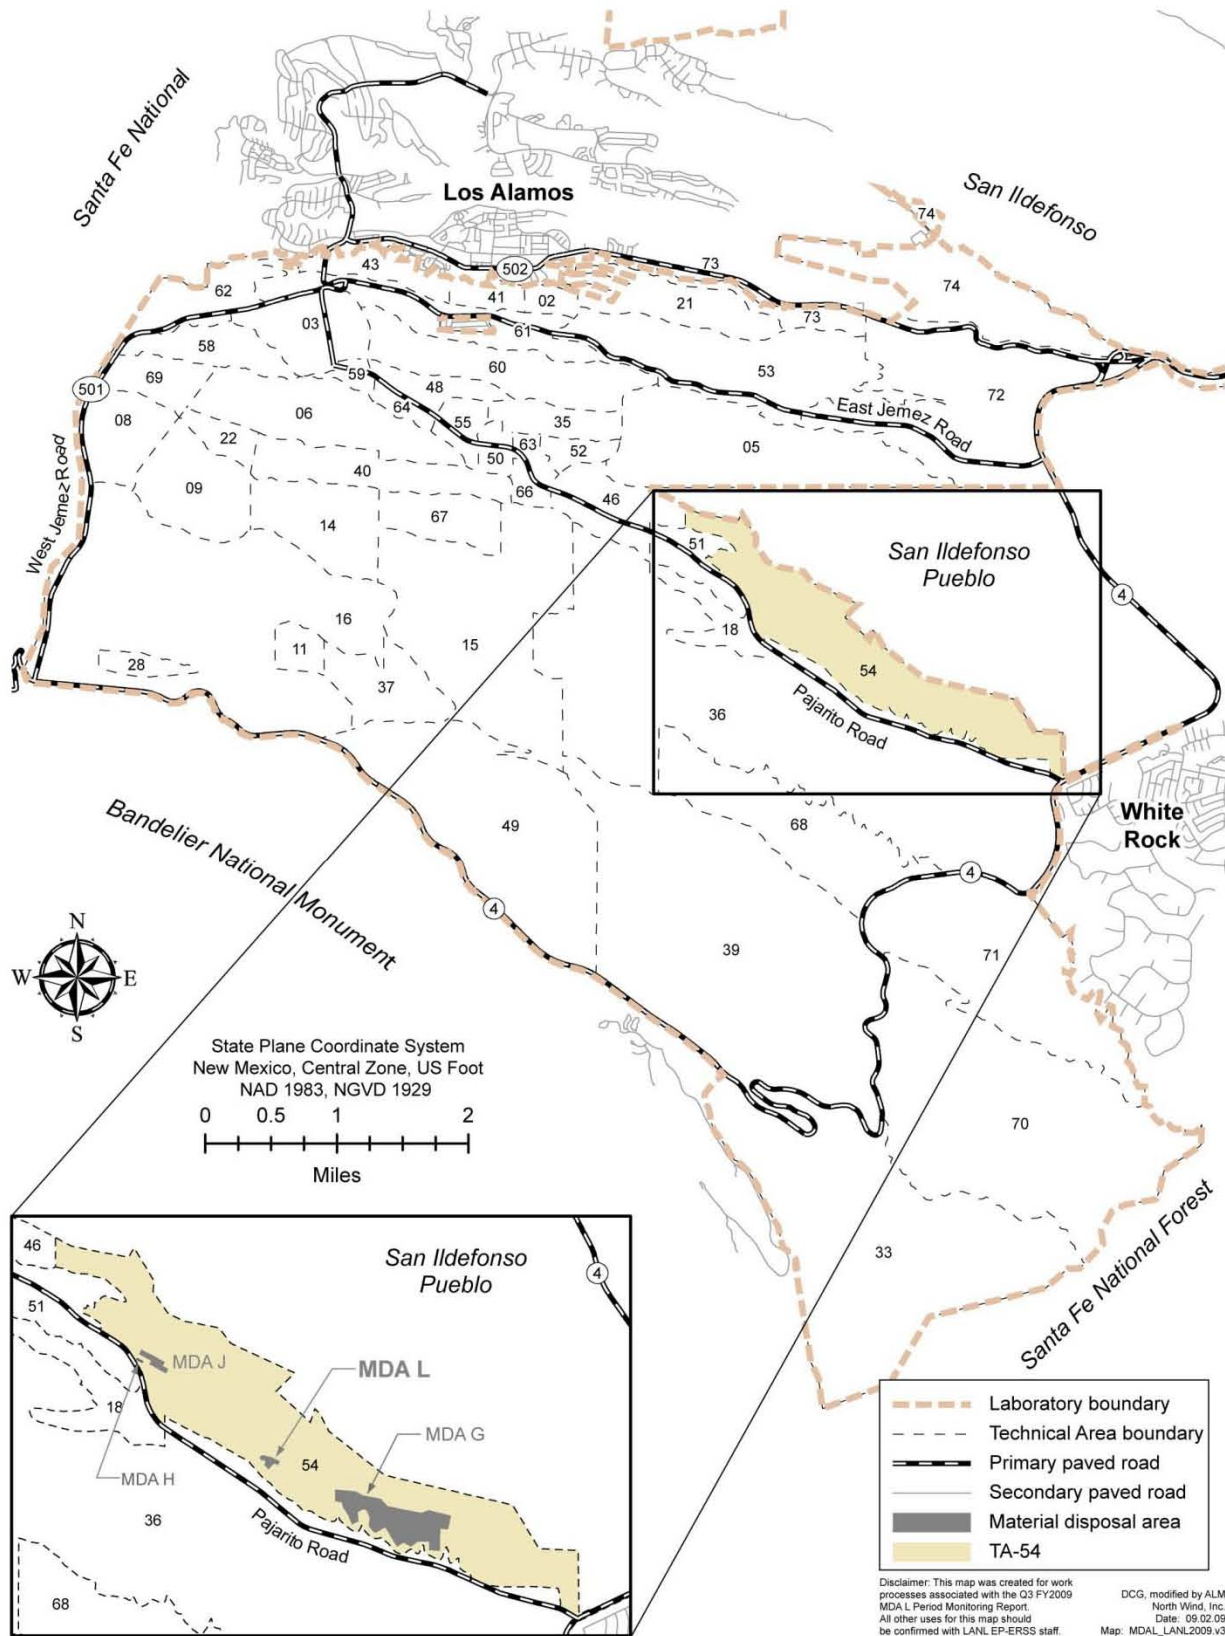 Santa Fe National
Los Alamos
San Ildefonso
74
74
43
502
73
62
41
02
21
73
03
61
58
59
60
53
72
501
69
48
08
06
64
55
35
East Jemez Road
22
63
05
50
52
40
West Jemez Road
09
66
46
67
14
51
San Ildefonso
Pueblo
4
16
18
15
11
28
54
37
36
Pajarito Road
White
Rock
49
68
Bandelier National Monument
4
4
39
71
N
W
E
S
State Plane Coordinate System
New Mexico, Central Zone, US Foot
NAD 1983, NGVD 1929
0 0.5 1 2
Miles
70
33
Santa Fe National Forest
46
San Ildefonso
Pueblo
4
51
MDA J
MDA L
18
MDA G
54
MDA H
36
Pajarito Road
68
Laboratory boundary
Technical Area boundary
Primary paved road
Secondary paved road
Material disposal area
TA-54
Disclaimer: This map was created for work
processes associated with the Q3 FY2009
MDA L Period Monitoring Report.
All other uses for this map should
be confirmed with LANL EP-ERSS staff.
DCG, modified by ALM
North Wind, Inc.
Date: 09.02.09
Map: MDAL_LANL2009.v3